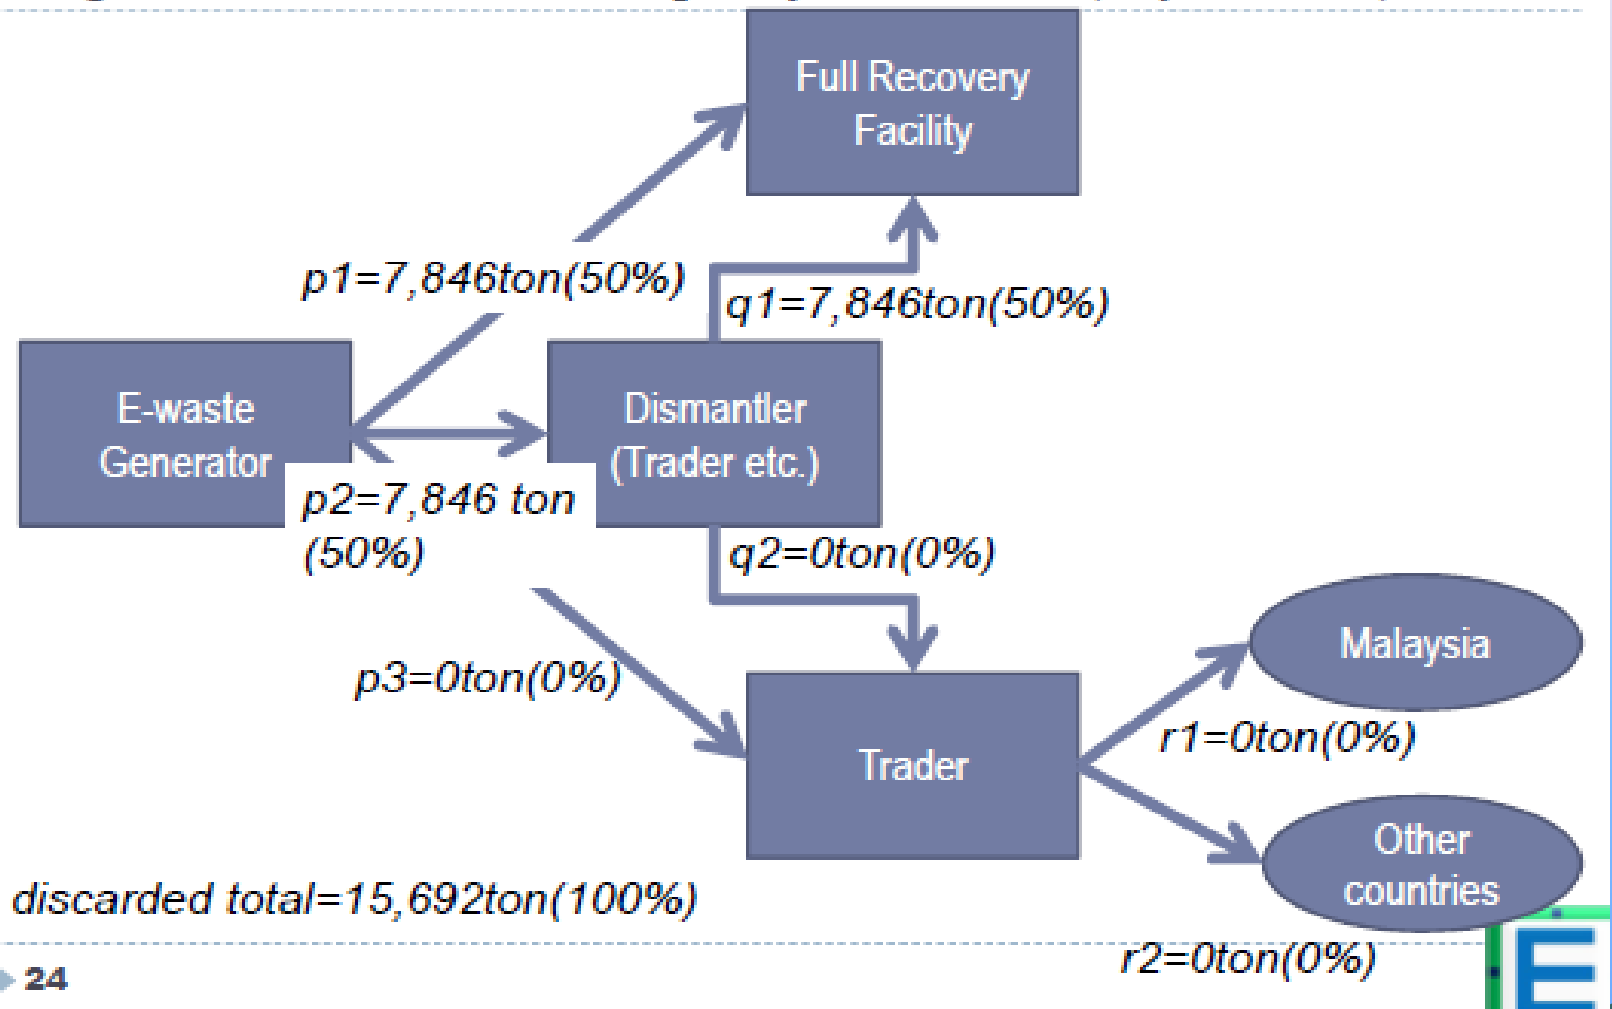 Full Recovery
Facility
p1=7,846ton(50%)
q1=7,846ton(50%)
E-waste
Generator
Dismantler
(Trader etc.)
p2=7,846 ton
(50%)
q2=0ton(0%)
p3=0ton(0%)
Malaysia
r1=0ton(0%)
Trader
Other
countries
discarded total=15,692ton(100%)
r2=0ton(0%)
24
E